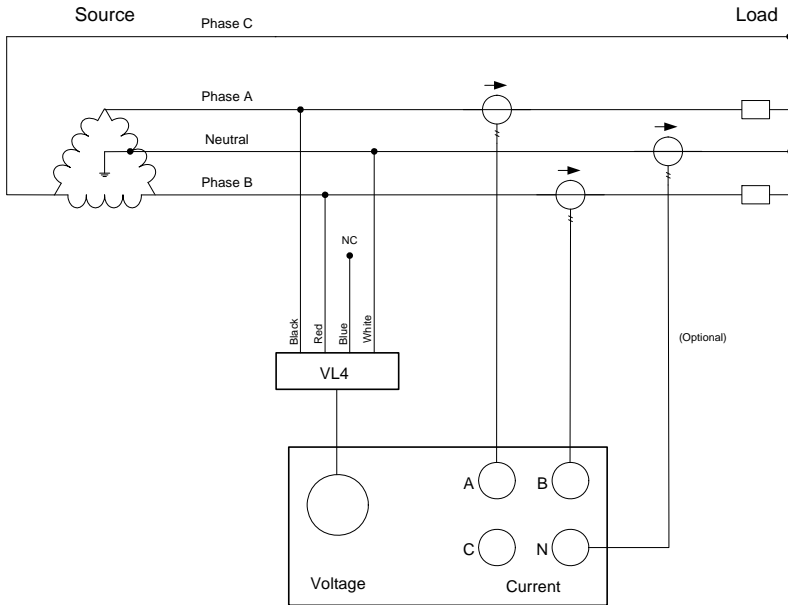 Source
Load
Phase C
Phase A
Neutral
Phase B
NC
Black
Red
Blue
White
(Optional)
VL4
A
B
C
N
Voltage
Current